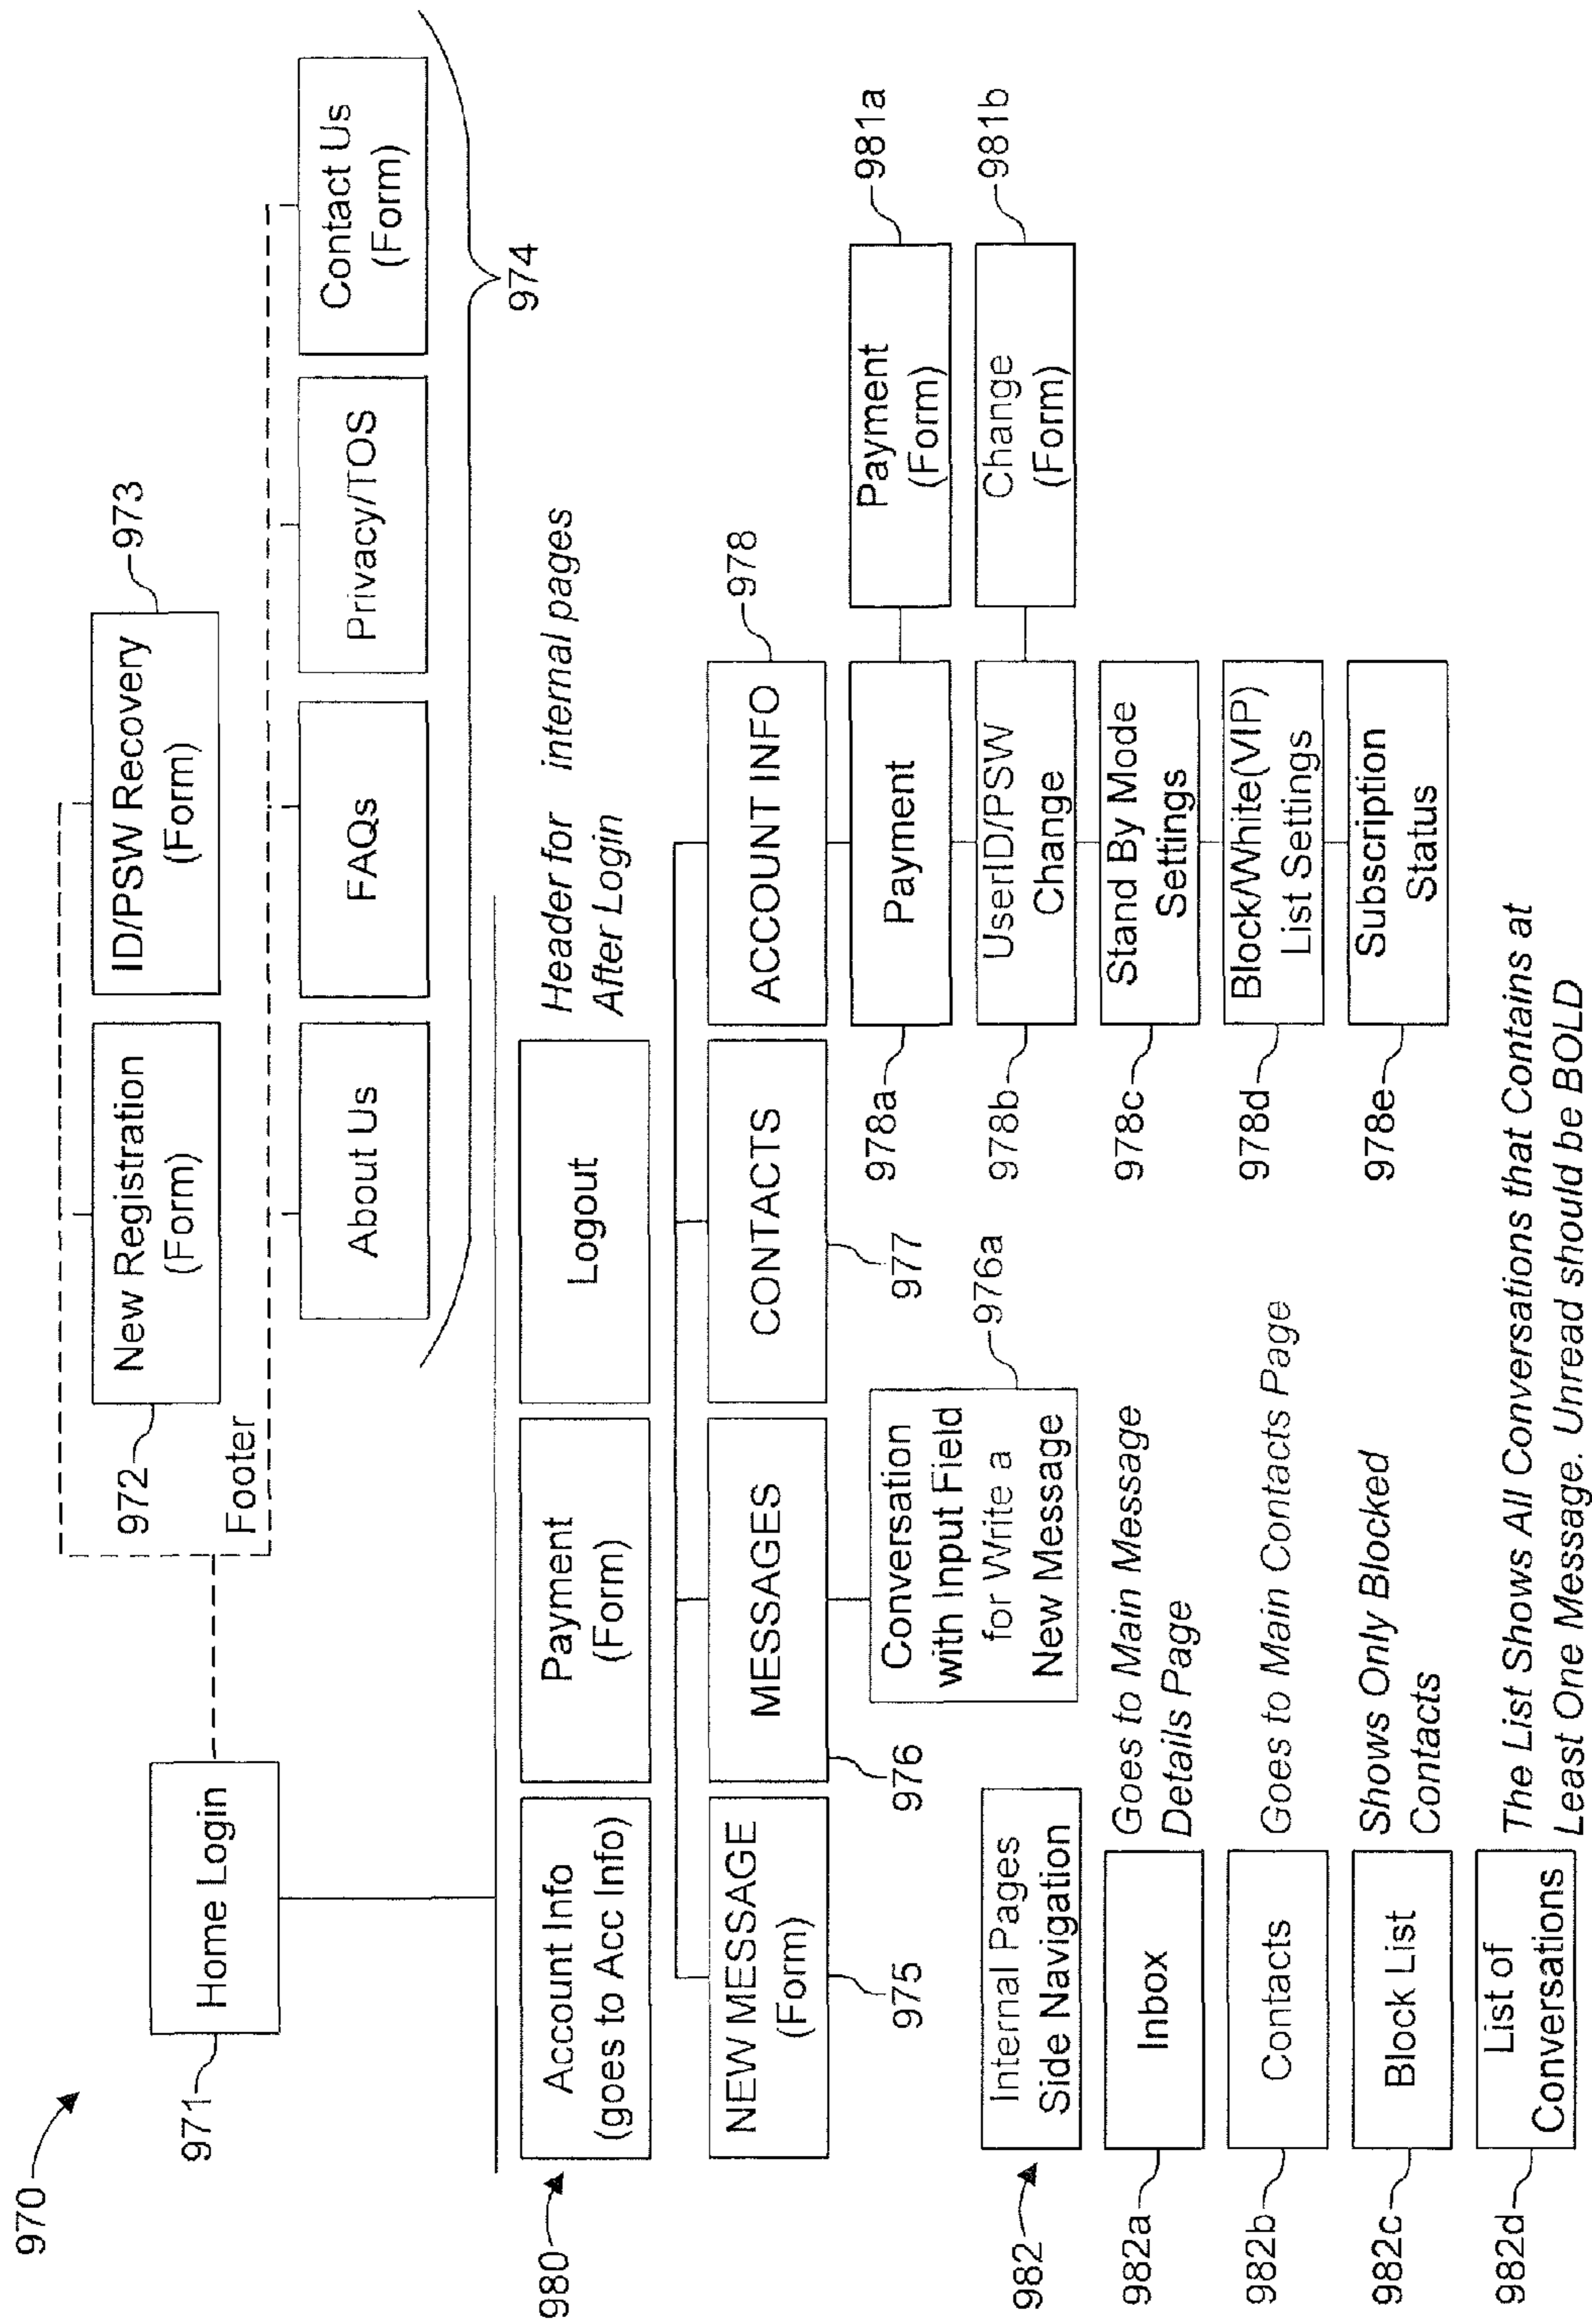 970
971
Home Login
972
New Registration
(Form)
ID/PSW Recovery
(Form)
973
Footer
About Us
FAQs
Privacy/TOS
Contact Us
(Form)
974
980
Account Info
(goes to Acc Info)
Payment
(Form)
Logout
Header for internal pages
After Login
NEW MESSAGE
(Form)
975
MESSAGES
976
CONTACTS
977
ACCOUNT INFO
978
Conversation
with Input Field
for Write a
New Message
976a
978a
Payment
Payment
(Form)
981a
978b
UserID/PSW
Change
Change
(Form)
981b
978c
Stand By Mode
Settings
978d
Block/White(VIP)
List Settings
978e
Subscription
Status
982
Internal Pages
Side Navigation
982a
Inbox
Goes to Main Message
Details Page
982b
Contacts
Goes to Main Contacts Page
982c
Block List
Shows Only Blocked
Contacts
982d
List of
Conversations
The List Shows All Conversations that Contains at
Least One Message. Unread should be BOLD